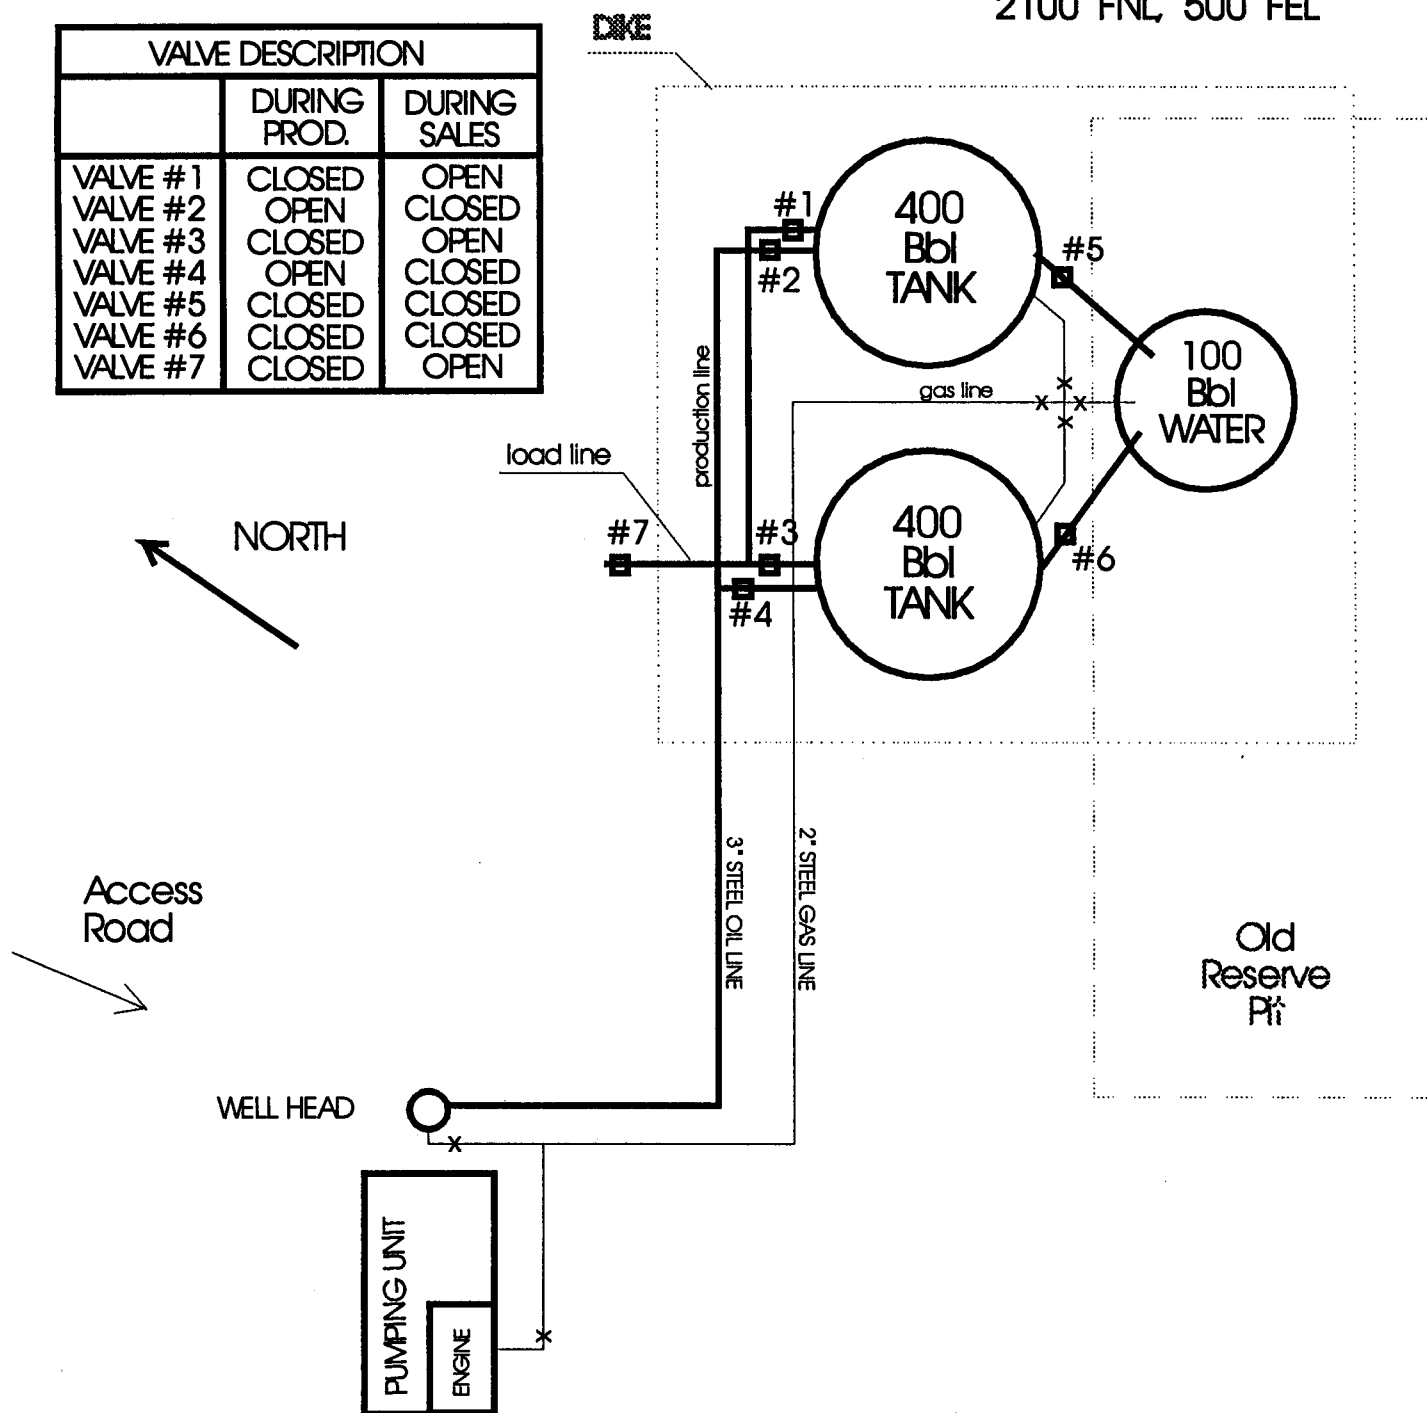 2100 FNL, 500 FEL
DIKE
VALVE DESCRIPTION
DURING PROD.
DURING SALES
VALVE #1 CLOSED OPEN
VALVE #2 OPEN CLOSED
VALVE #3 CLOSED OPEN
VALVE #4 OPEN CLOSED
VALVE #5 CLOSED CLOSED
VALVE #6 CLOSED CLOSED
VALVE #7 CLOSED OPEN
#1
#2
400
Bbl
TANK
#5
100
Bbl
WATER
production line
gas line
load line
#7
#3
#4
400
Bbl
TANK
#6
NORTH
3" STEEL OIL LINE
2" STEEL GAS LINE
Access
Road
Old
Reserve
Pit
WELL HEAD
PUMPING UNIT
ENGINE